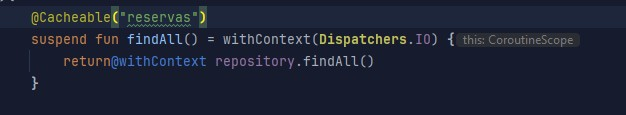 @Cacheable("reservas")
suspend fun findAll() = withContext(Dispatchers.IO) { this: CoroutineScope
return@withContext repository.findAll()
}